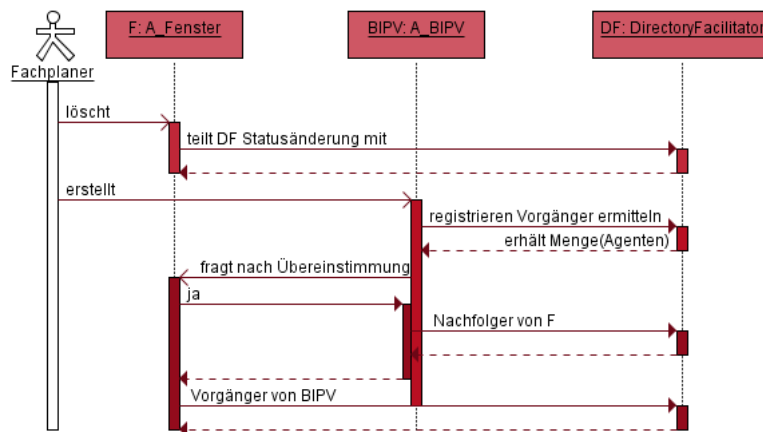 F: A_Fenster
BIPV: A_BIPV
DF: DirectoryFacilitator
Fachplaner
löscht
teilt DF Statusänderung mit
erstellt
registrieren Vorgänger ermitteln
erhält Menge(Agenten)
fragt nach Übereinstimmung
ja
Nachfolger von F
Vorgänger von BIPV